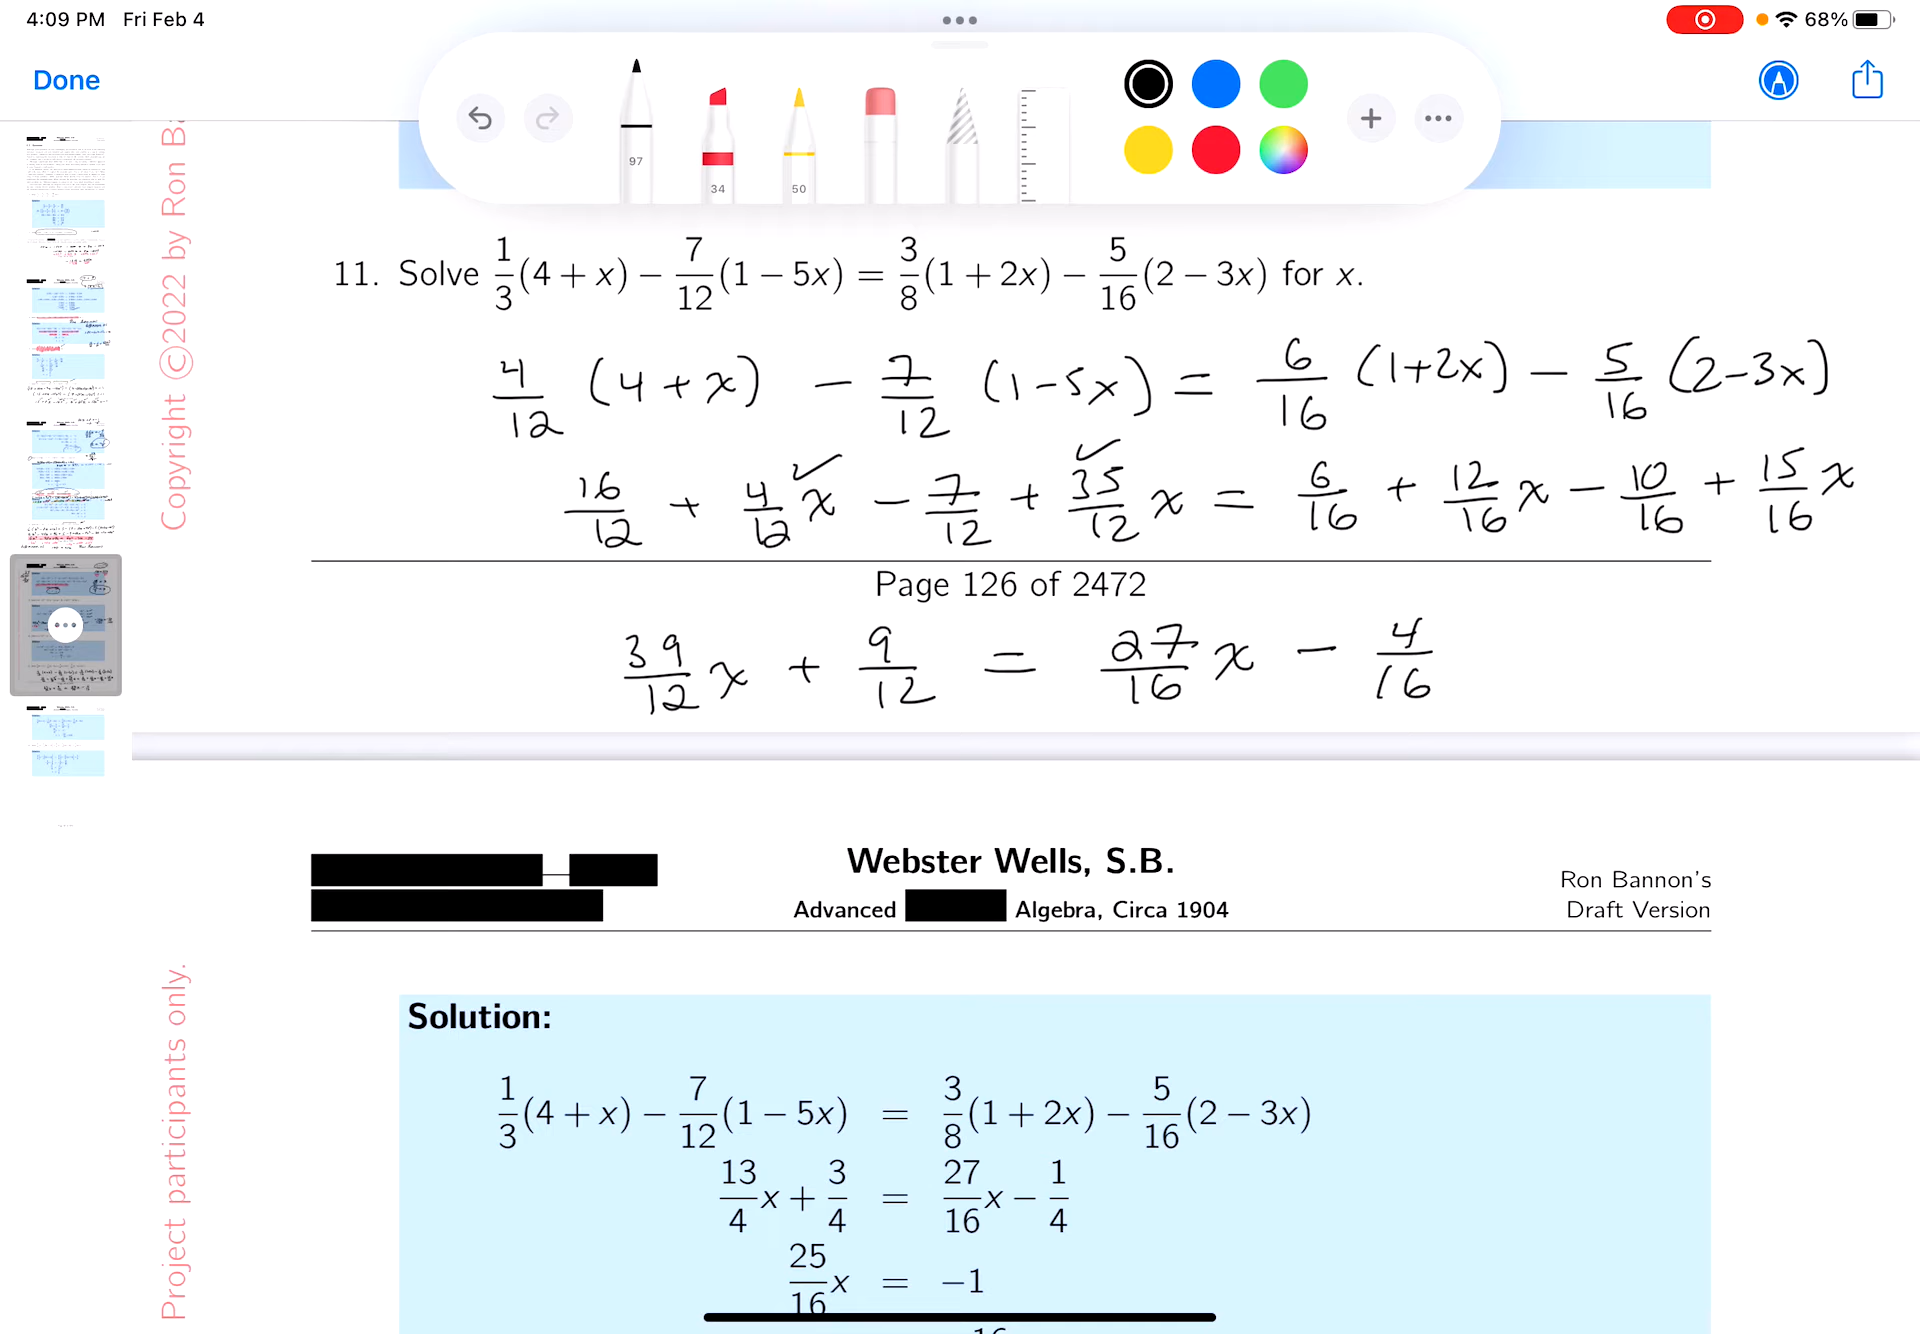 4:09 PM Fri Feb 4
68%
Done
97
34
50
Copyright ©2022 by Ron Ba
11. Solve 1/3(4 + x) − 7/12(1 − 5x) = 3/8(1 + 2x) − 5/16(2 − 3x) for x.
4/12 (4 + x) − 7/12 (1 − 5x) = 6/16 (1+2x) − 5/16 (2−3x)
16/12 + 4/12 x − 7/12 + 35/12 x = 6/16 + 12/16 x − 10/16 + 15/16 x
Page 126 of 2472
39/12 x + 9/12 = 27/16 x − 4/16
Webster Wells, S.B.
Advanced Algebra, Circa 1904
Ron Bannon's
Draft Version
Project participants only.
Solution:
1/3(4 + x) − 7/12(1 − 5x) = 3/8(1 + 2x) − 5/16(2 − 3x)
13/4 x + 3/4 = 27/16 x − 1/4
25/16 x = −1